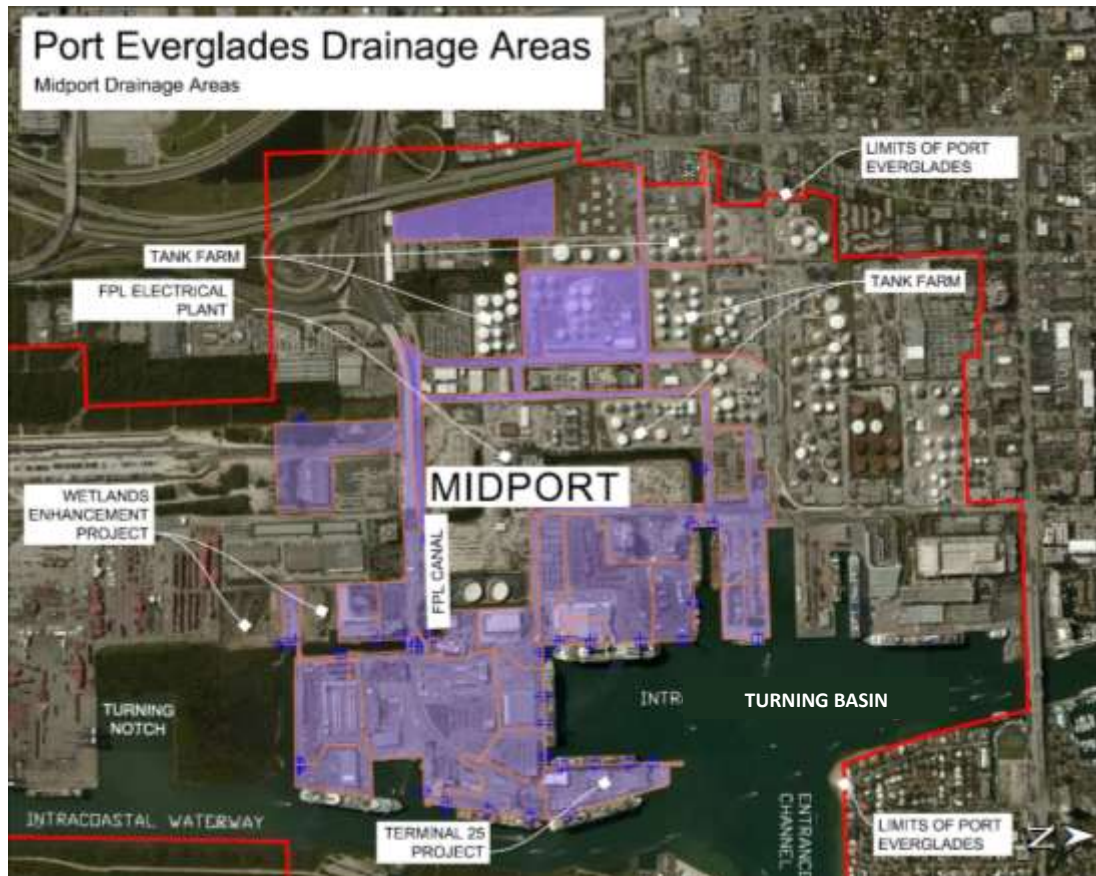 Port Everglades Drainage Areas
Midport Drainage Areas
LIMITS OF PORT
EVERGLADES
TANK FARM
FPL ELECTRICAL
PLANT
TANK FARM
MIDPORT
WETLANDS
ENHANCEMENT
PROJECT
FPL CANAL
INTR
TURNING BASIN
TURNING
NOTCH
INTRACOASTAL WATERWAY
TERMINAL 25
PROJECT
ENTRANCE
CHANNEL
LIMITS OF PORT
EVERGLADES
N